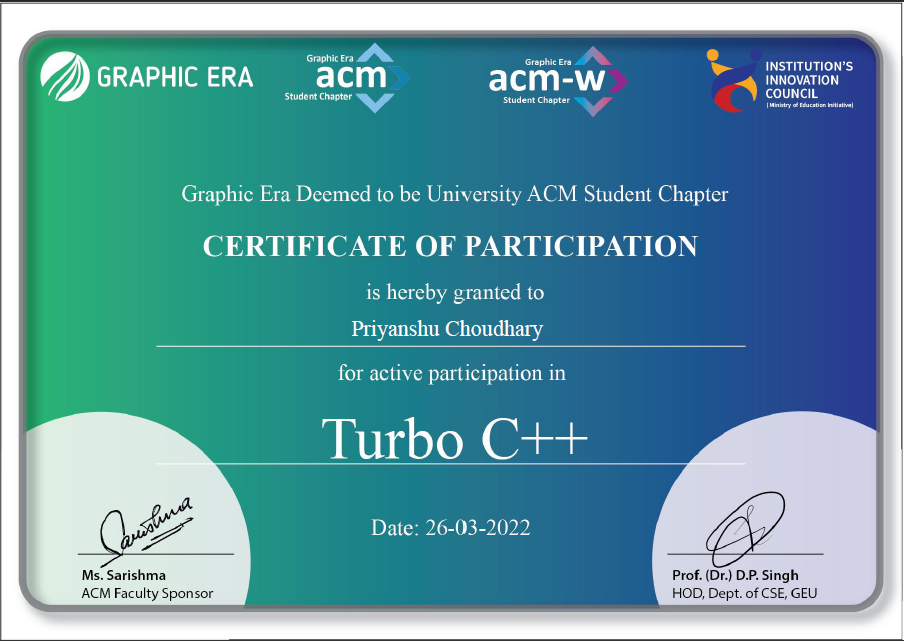 GRAPHIC ERA
Graphic Era
acm
Student Chapter
Graphic Era
acm-w
Student Chapter
INSTITUTION'S
INNOVATION
COUNCIL
(Ministry of Education Initiative)
Graphic Era Deemed to be University ACM Student Chapter
CERTIFICATE OF PARTICIPATION
is hereby granted to
Priyanshu Choudhary
for active participation in
Turbo C++
Date: 26-03-2022
Sarishma
Ms. Sarishma
ACM Faculty Sponsor
Prof. (Dr.) D.P. Singh
HOD, Dept. of CSE, GEU